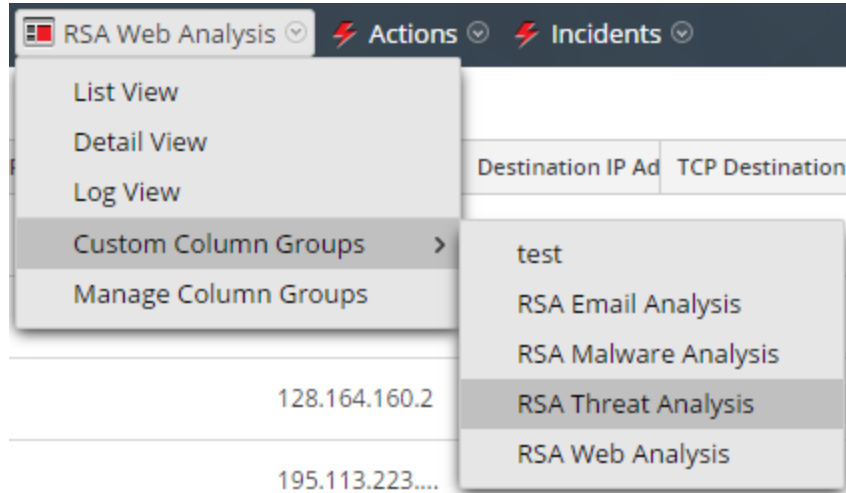 RSA Web Analysis Actions Incidents
List View
Detail View
Log View
Custom Column Groups
Manage Column Groups
Destination IP Ad TCP Destination
test
RSA Email Analysis
RSA Malware Analysis
RSA Threat Analysis
RSA Web Analysis
128.164.160.2
195.113.223....